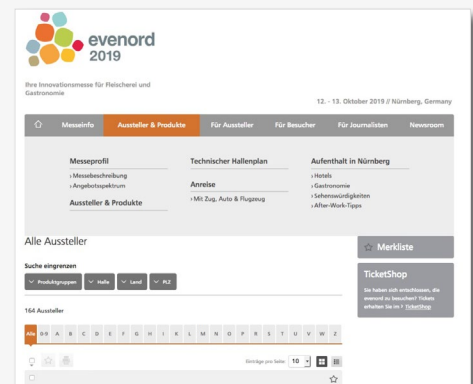 evenord
2019
Ihre Innovationsmesse für Fleischerei und
Gastronomie
12. - 13. Oktober 2019 // Nürnberg, Germany
Messeinfo Aussteller & Produkte Für Aussteller Für Besucher Für Journalisten Newsroom
Messeprofil Technischer Hallenplan Aufenthalt in Nürnberg
› Messebeschreibung › Hotels
› Angebotsspektrum Anreise › Gastronomie
› Mit Zug, Auto & Flugzeug › Sehenswürdigkeiten
Aussteller & Produkte › After-Work-Tipps
Alle Aussteller
Merkliste
Suche eingrenzen
Produktgruppen Halle Land PLZ
TicketShop
Sie haben sich entschlossen, die
evenord zu besuchen? Tickets
erhalten Sie im › TicketShop
164 Aussteller
Alle 0-9 A B C D E F G H I K L M N O P R S T U V W Z
Einträge pro Seite: 10